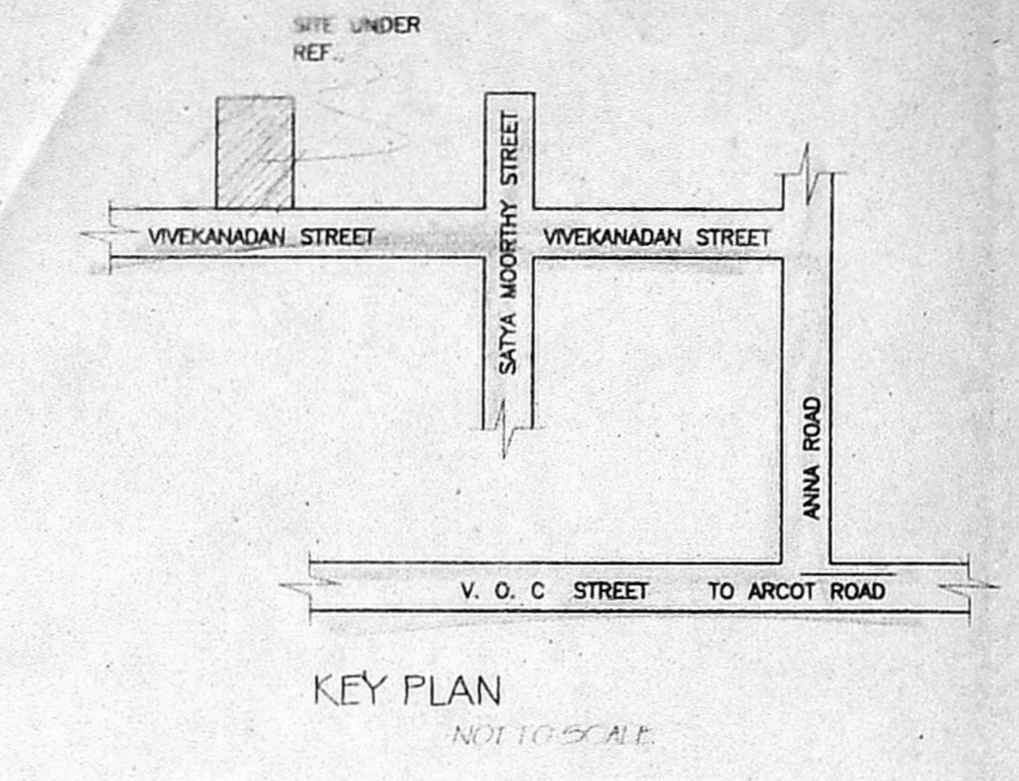 SITE UNDER
REF.,
SATYA MOORTHY STREET
VIVEKANADAN STREET
VIVEKANADAN STREET
ANNA ROAD
V. O. C STREET TO ARCOT ROAD
KEY PLAN
NOT TO SCALE